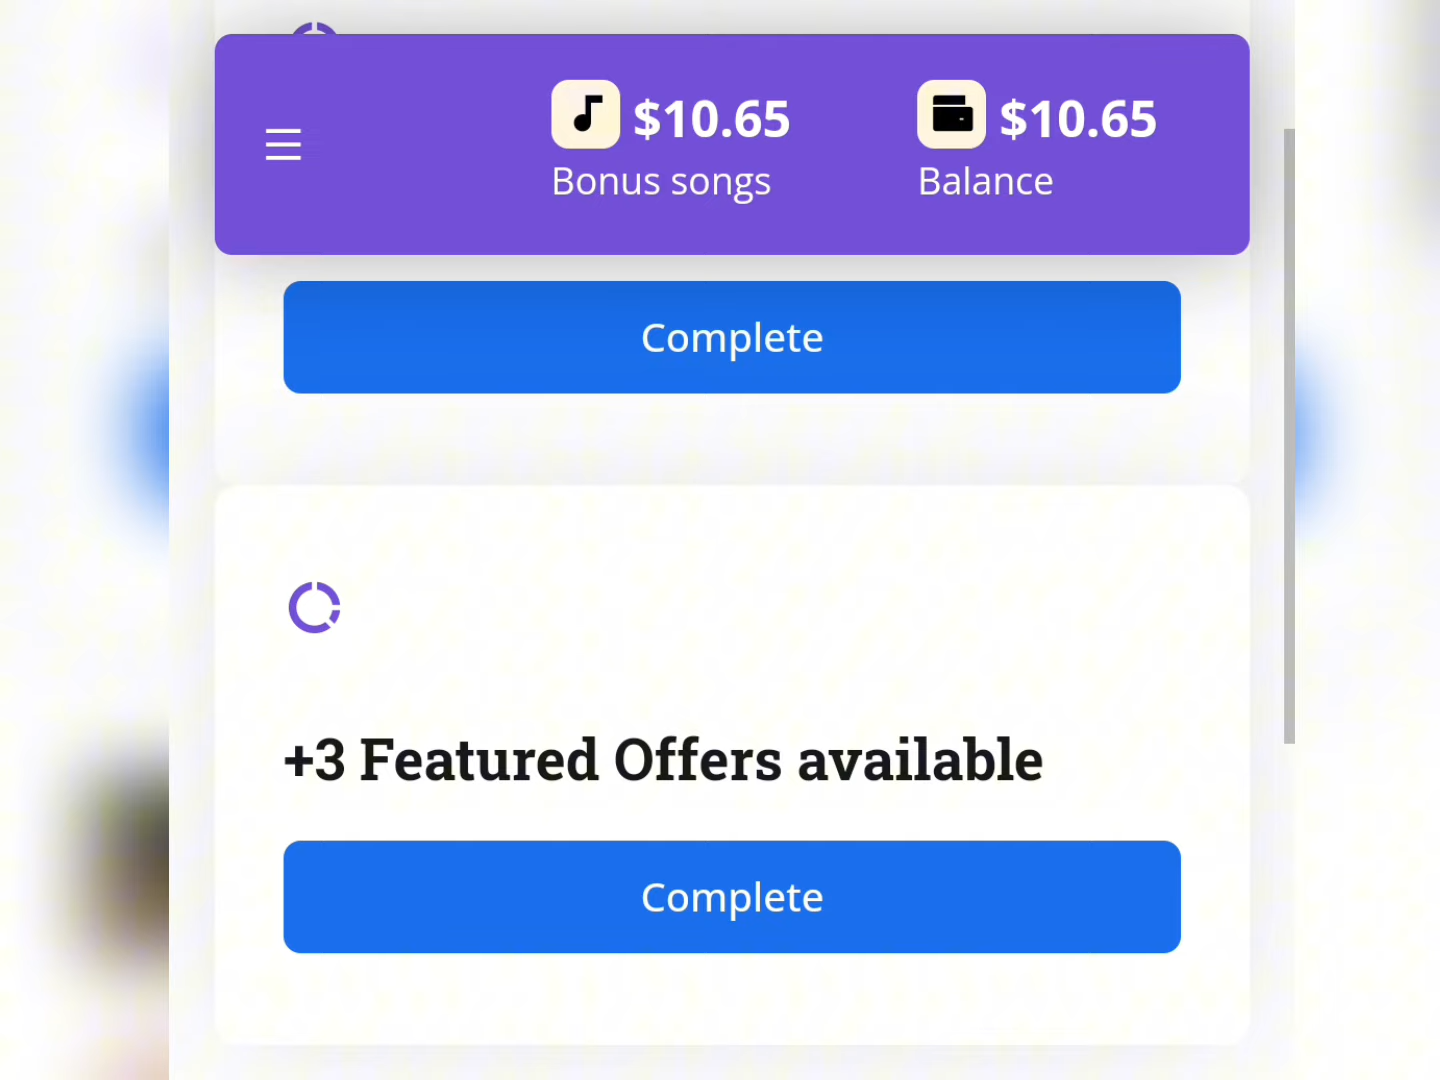 $10.65 $10.65
Bonus songs Balance
Complete
+3 Featured Offers available
Complete